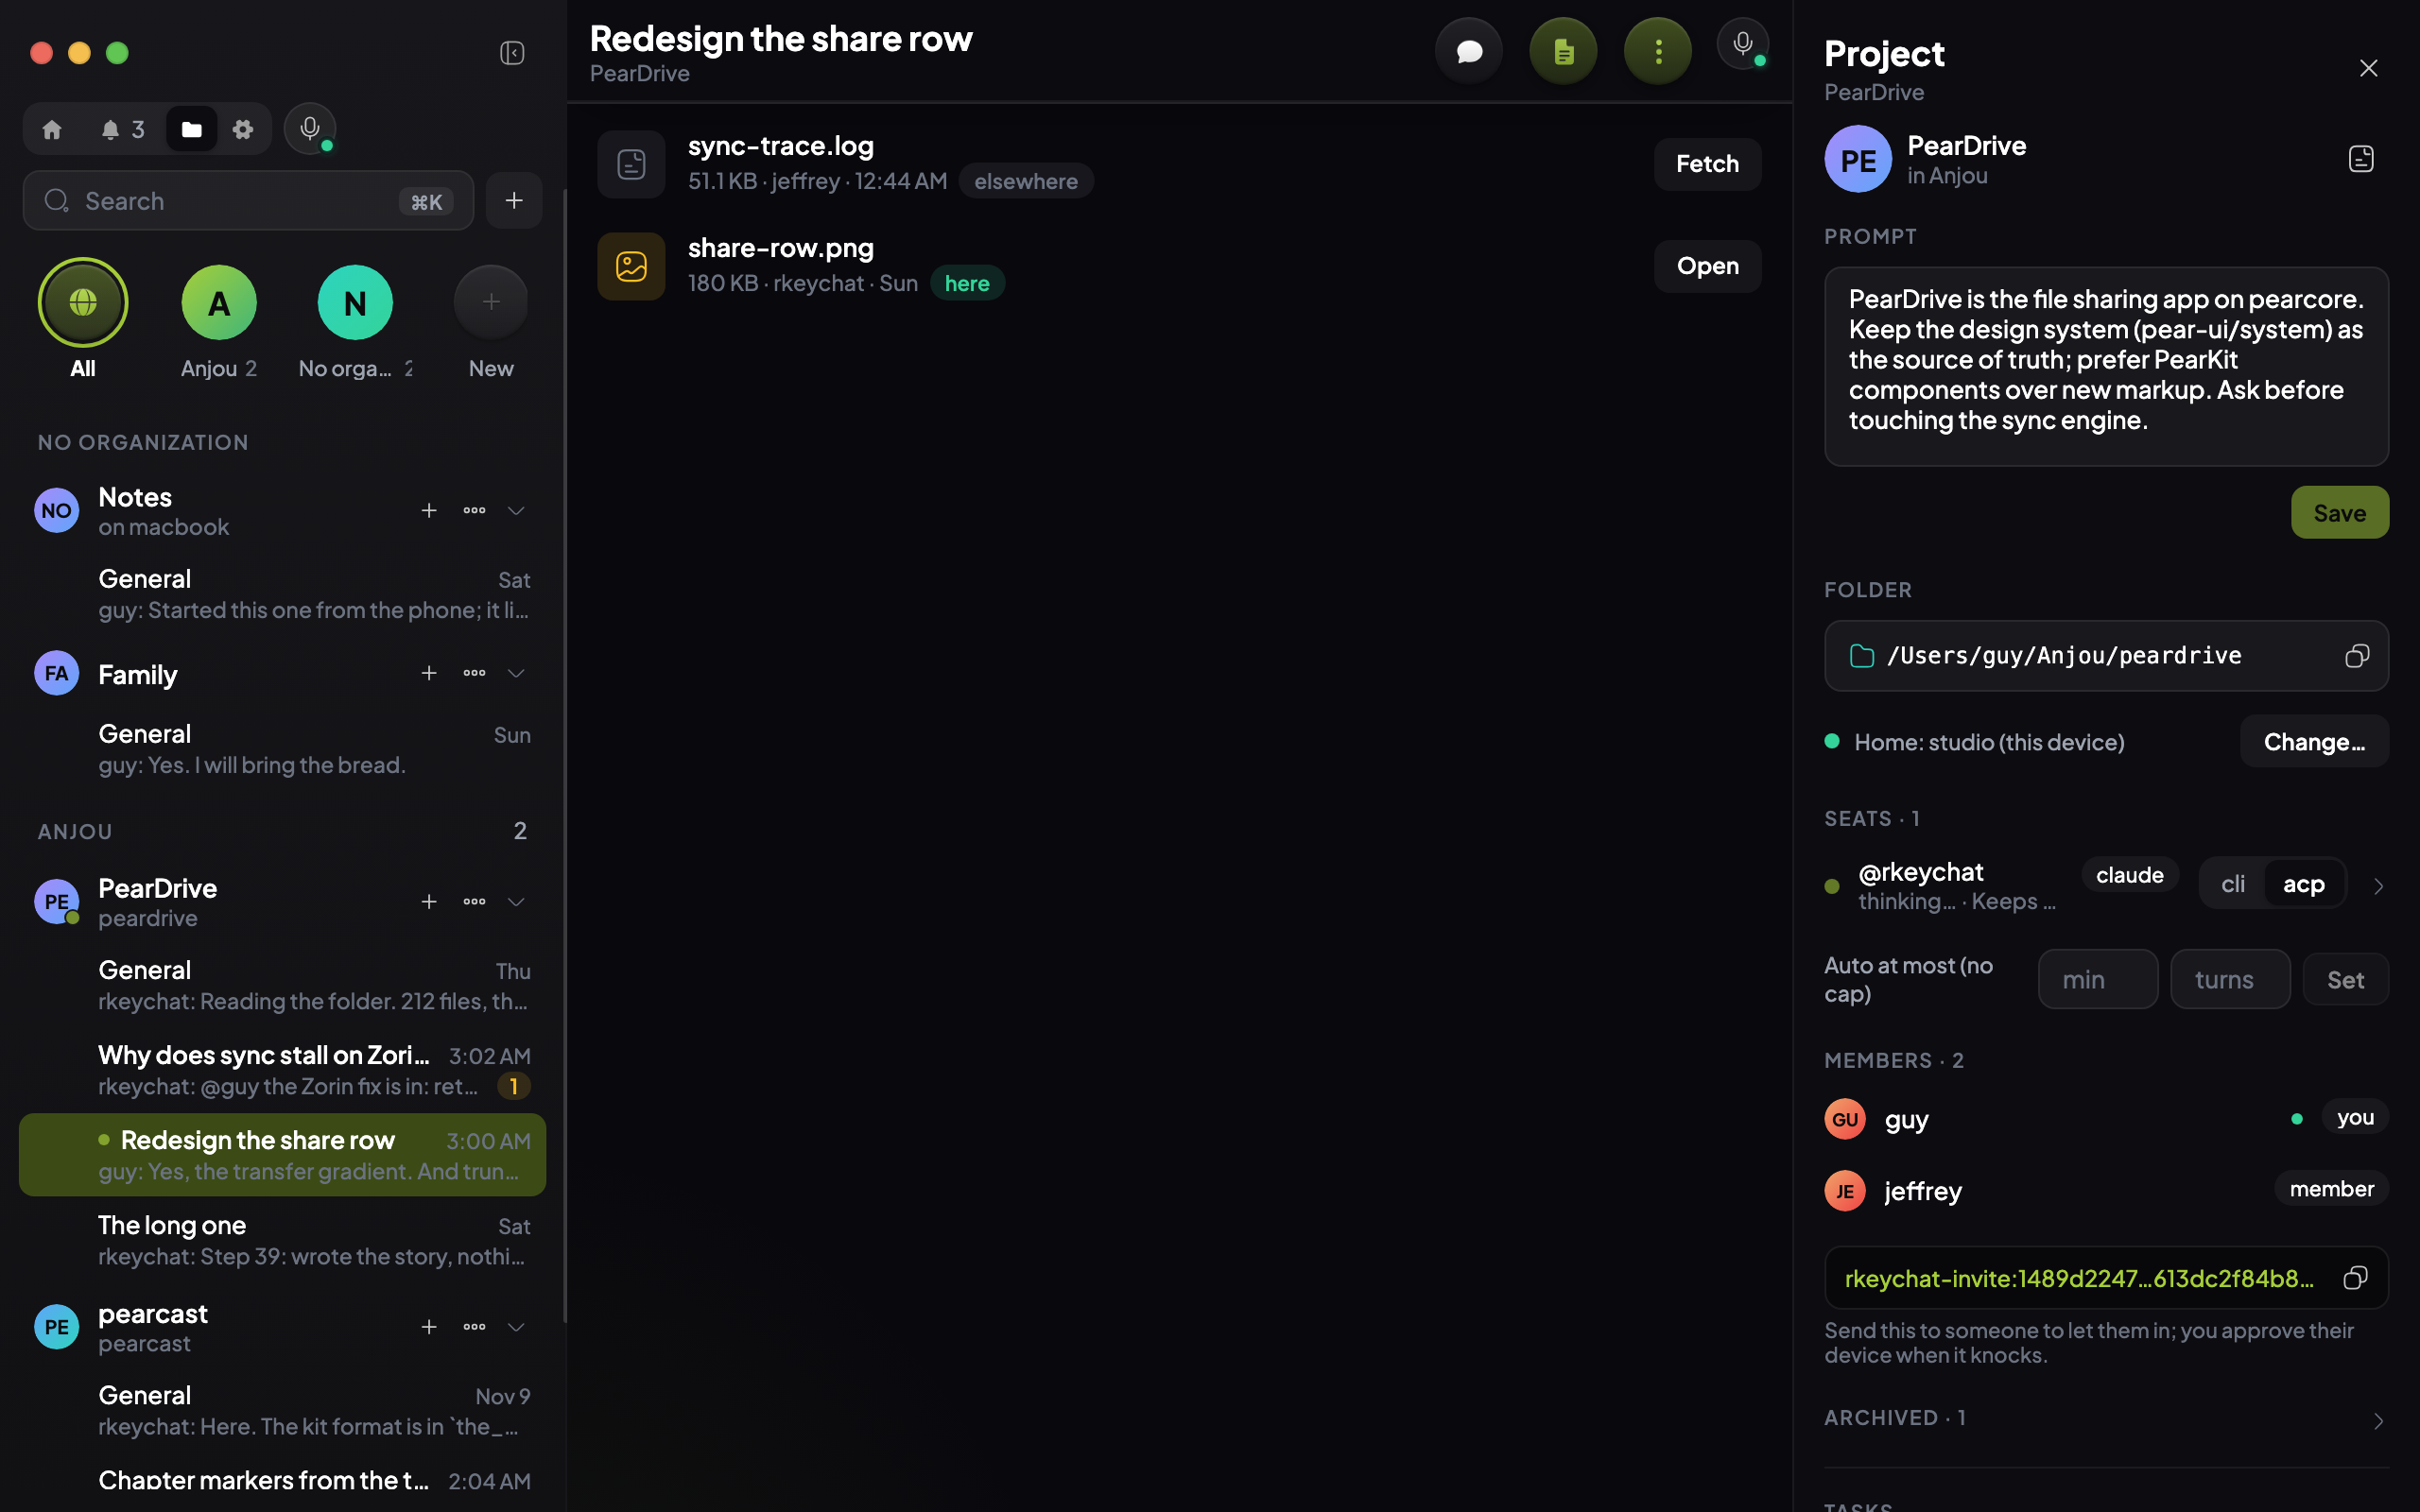 3
Search
⌘K
All
A
Anjou 2
N
No orga…
New
NO ORGANIZATION
NO
Notes
on macbook
General
Sat
guy: Started this one from the phone; it li…
FA
Family
General
Sun
guy: Yes. I will bring the bread.
ANJOU
2
PE
PearDrive
peardrive
General
Thu
rkeychat: Reading the folder. 212 files, th…
Why does sync stall on Zori…
3:02 AM
rkeychat: @guy the Zorin fix is in: ret…
1
Redesign the share row
3:00 AM
guy: Yes, the transfer gradient. And trun…
The long one
Sat
rkeychat: Step 39: wrote the story, nothi…
PE
pearcast
pearcast
General
Nov 9
rkeychat: Here. The kit format is in `the_…
Chapter markers from the t…
2:04 AM
Redesign the share row
PearDrive
sync-trace.log
51.1 KB · jeffrey · 12:44 AM
elsewhere
Fetch
share-row.png
180 KB · rkeychat · Sun
here
Open
Project
PearDrive
PE
PearDrive
in Anjou
PROMPT
PearDrive is the file sharing app on pearcore.
Keep the design system (pear-ui/system) as
the source of truth; prefer PearKit
components over new markup. Ask before
touching the sync engine.
Save
FOLDER
/Users/guy/Anjou/peardrive
Home: studio (this device)
Change…
SEATS · 1
@rkeychat
thinking… · Keeps …
claude
cli
acp
Auto at most (no
cap)
min
turns
Set
MEMBERS · 2
GU
guy
you
JE
jeffrey
member
rkeychat-invite:1489d2247…613dc2f84b8…
Send this to someone to let them in; you approve their
device when it knocks.
ARCHIVED · 1
TASKS